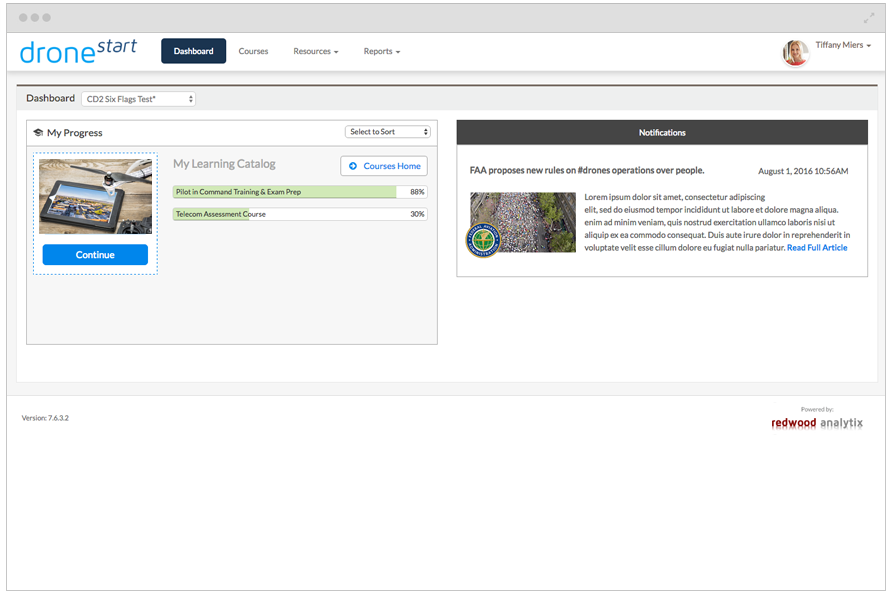 dronestart
Dashboard
Courses
Resources
Reports
Tiffany Miers
Dashboard
CD2 Six Flags Test*
My Progress
Select to Sort
My Learning Catalog
Courses Home
Pilot in Command Training & Exam Prep
88%
Telecom Assessment Course
30%
Continue
Notifications
FAA proposes new rules on #drones operations over people.
August 1, 2016 10:56AM
Lorem ipsum dolor sit amet, consectetur adipiscing
elit, sed do eiusmod tempor incididunt ut labore et dolore magna aliqua.
enim ad minim veniam, quis nostrud exercitation ullamco laboris nisi ut
aliquip ex ea commodo consequat. Duis aute irure dolor in reprehenderit in
voluptate velit esse cillum dolore eu fugiat nulla pariatur. Read Full Article
Version: 7.6.3.2
Powered by:
redwood analytix